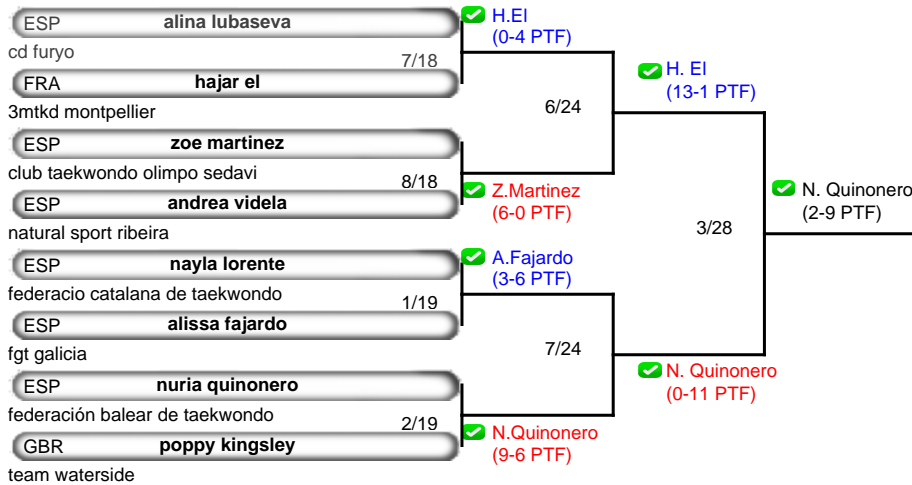 ESP alina lubaseva
cd furyo
7/18
FRA hajar el
3mtkd montpellier
ESP zoe martinez
club taekwondo olimpo sedavi
8/18
ESP andrea videla
natural sport ribeira
ESP nayla lorente
federacio catalana de taekwondo
1/19
ESP alissa fajardo
fgt galicia
ESP nuria quinonero
federación balear de taekwondo
2/19
GBR poppy kingsley
team waterside
H.El
(0-4 PTF)
6/24
Z.Martinez
(6-0 PTF)
A.Fajardo
(3-6 PTF)
7/24
N.Quinonero
(9-6 PTF)
H. El
(13-1 PTF)
3/28
N. Quinonero
(0-11 PTF)
N. Quinonero
(2-9 PTF)